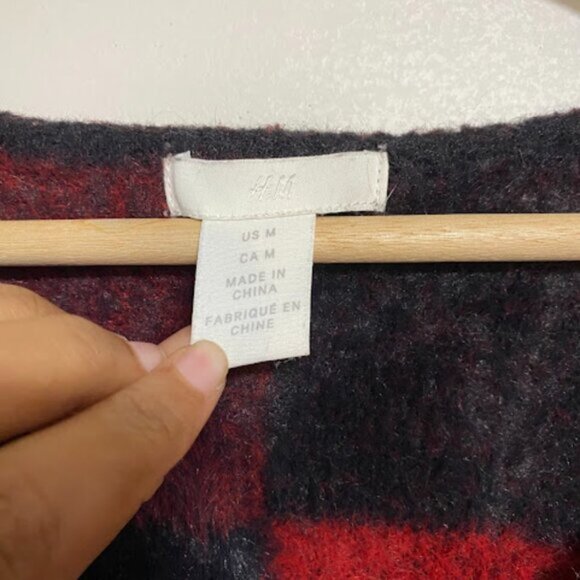 H&M
US M
CA M
MADE IN
CHINA
FABRIQUÉ EN
CHINE